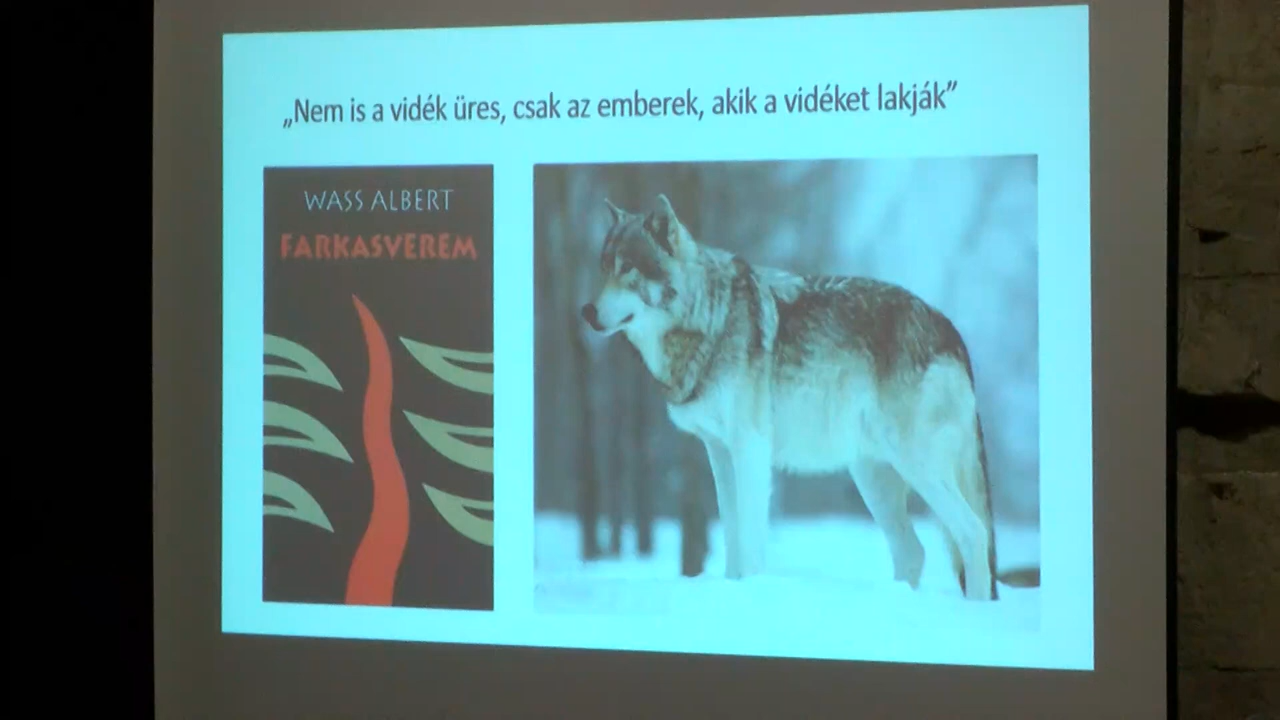 „Nem is a vidék üres, csak az emberek, akik a vidéket lakják”
WASS ALBERT
FARKASVEREM